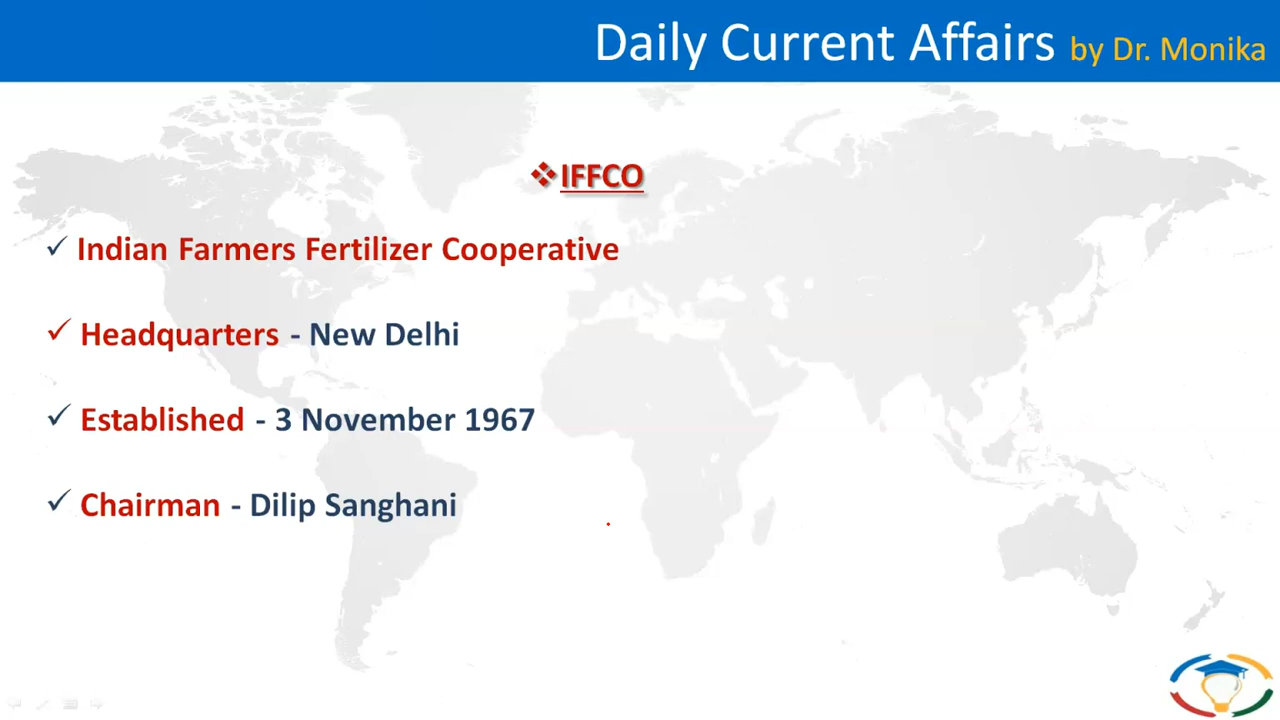 Daily Current Affairs by Dr. Monika
❖IFFCO
✓ Indian Farmers Fertilizer Cooperative
✓ Headquarters - New Delhi
✓ Established - 3 November 1967
✓ Chairman - Dilip Sanghani